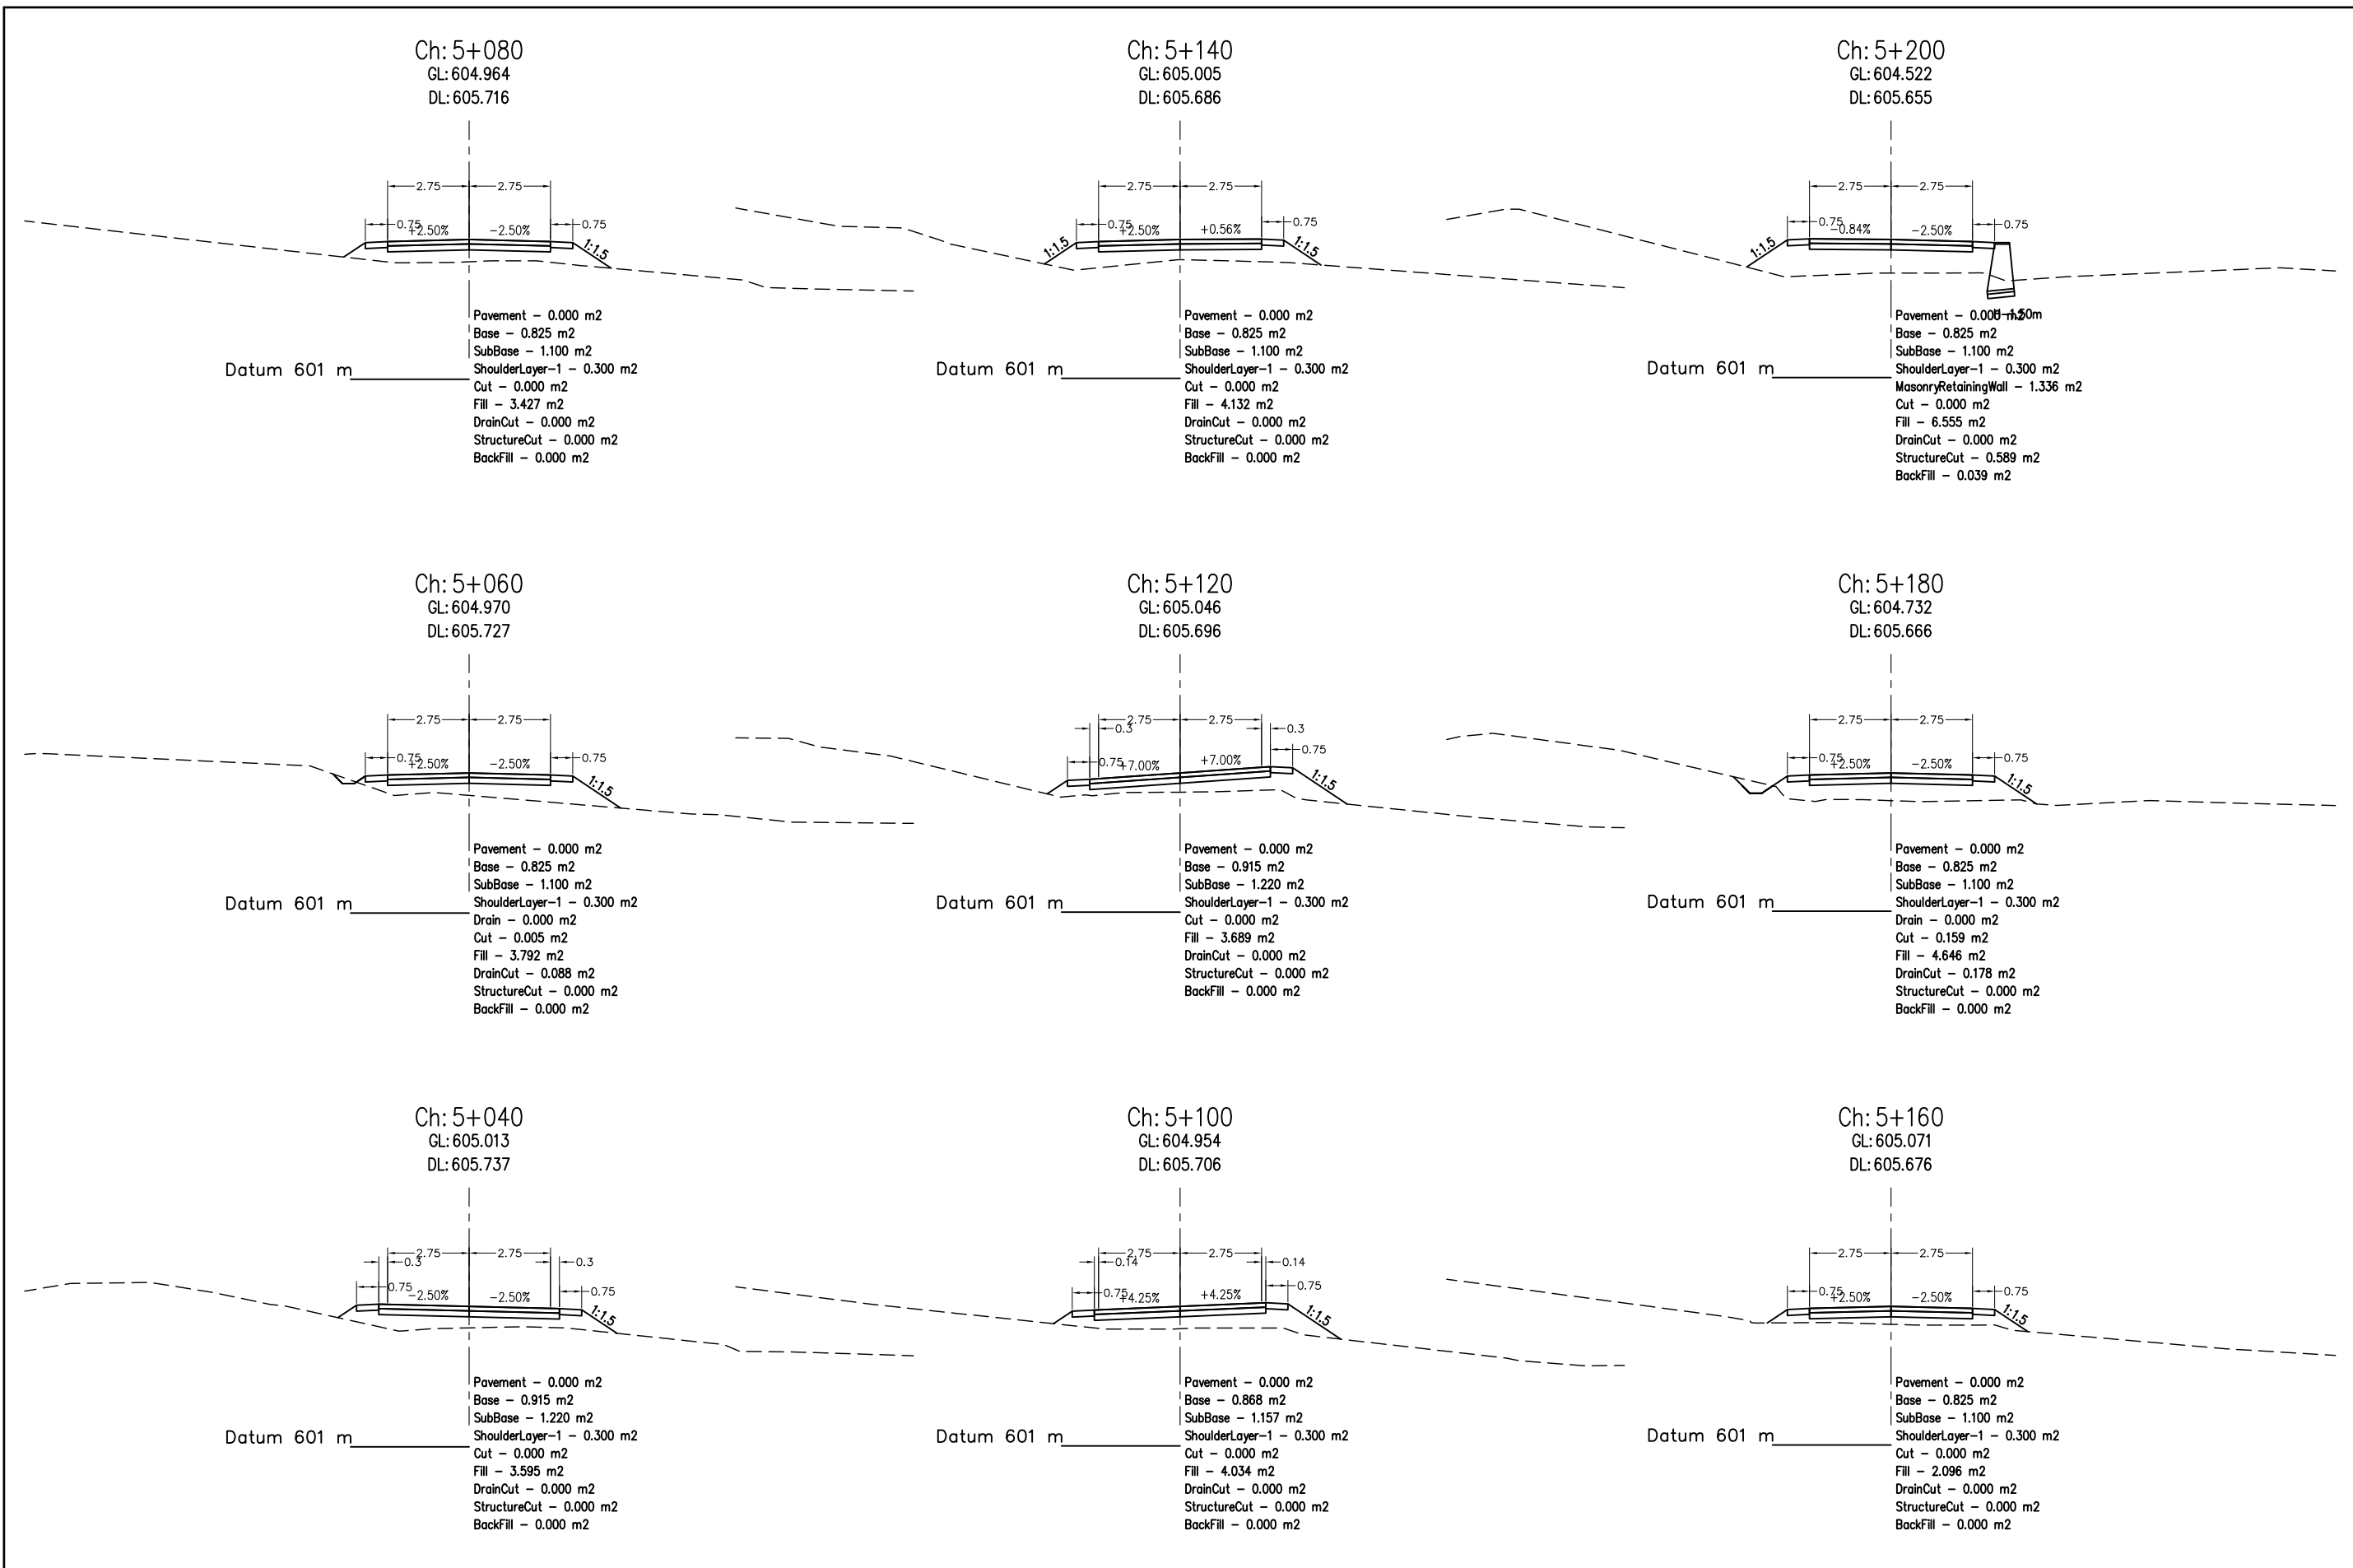 Ch: 5+080
GL: 604.964
DL: 605.716
2.75 2.75
0.75 +2.50% -2.50% 0.75
1:1.5
Pavement - 0.000 m2
Base - 0.825 m2
SubBase - 1.100 m2
Datum 601 m
ShoulderLayer-1 - 0.300 m2
Cut - 0.000 m2
Fill - 3.427 m2
DrainCut - 0.000 m2
StructureCut - 0.000 m2
BackFill - 0.000 m2
Ch: 5+140
GL: 605.005
DL: 605.686
2.75 2.75
0.75 +2.50% +0.56% 0.75
1:1.5 1:1.5
Pavement - 0.000 m2
Base - 0.825 m2
SubBase - 1.100 m2
Datum 601 m
ShoulderLayer-1 - 0.300 m2
Cut - 0.000 m2
Fill - 4.132 m2
DrainCut - 0.000 m2
StructureCut - 0.000 m2
BackFill - 0.000 m2
Ch: 5+200
GL: 604.522
DL: 605.655
2.75 2.75
0.75 0.84% -2.50% 0.75
1:1.5
Pavement - 0.000 m2
Base - 0.825 m2
SubBase - 1.100 m2
Datum 601 m
ShoulderLayer-1 - 0.300 m2
MasonryRetainingWall - 1.336 m2
Cut - 0.000 m2
Fill - 6.555 m2
DrainCut - 0.000 m2
StructureCut - 0.589 m2
BackFill - 0.039 m2
Ch: 5+060
GL: 604.970
DL: 605.727
2.75 2.75
0.75 +2.50% -2.50% 0.75
1:1.5
Pavement - 0.000 m2
Base - 0.825 m2
SubBase - 1.100 m2
Datum 601 m
ShoulderLayer-1 - 0.300 m2
Drain - 0.000 m2
Cut - 0.005 m2
Fill - 3.792 m2
DrainCut - 0.088 m2
StructureCut - 0.000 m2
BackFill - 0.000 m2
Ch: 5+120
GL: 605.046
DL: 605.696
2.75 2.75
0.3 0.3
0.75 +7.00% +7.00% 0.75
1:1.5
Pavement - 0.000 m2
Base - 0.915 m2
SubBase - 1.220 m2
Datum 601 m
ShoulderLayer-1 - 0.300 m2
Cut - 0.000 m2
Fill - 3.689 m2
DrainCut - 0.000 m2
StructureCut - 0.000 m2
BackFill - 0.000 m2
Ch: 5+180
GL: 604.732
DL: 605.666
2.75 2.75
0.75 +2.50% -2.50% 0.75
1:1.5
Pavement - 0.000 m2
Base - 0.825 m2
SubBase - 1.100 m2
Datum 601 m
ShoulderLayer-1 - 0.300 m2
Drain - 0.000 m2
Cut - 0.159 m2
Fill - 4.646 m2
DrainCut - 0.178 m2
StructureCut - 0.000 m2
BackFill - 0.000 m2
Ch: 5+040
GL: 605.013
DL: 605.737
2.75 2.75
0.3 0.3
0.75 -2.50% -2.50% 0.75
1:1.5
Pavement - 0.000 m2
Base - 0.915 m2
SubBase - 1.220 m2
Datum 601 m
ShoulderLayer-1 - 0.300 m2
Cut - 0.000 m2
Fill - 3.595 m2
DrainCut - 0.000 m2
StructureCut - 0.000 m2
BackFill - 0.000 m2
Ch: 5+100
GL: 604.954
DL: 605.706
2.75 2.75
0.14 0.14
0.75 +4.25% +4.25% 0.75
1:1.5
Pavement - 0.000 m2
Base - 0.868 m2
SubBase - 1.157 m2
Datum 601 m
ShoulderLayer-1 - 0.300 m2
Cut - 0.000 m2
Fill - 4.034 m2
DrainCut - 0.000 m2
StructureCut - 0.000 m2
BackFill - 0.000 m2
Ch: 5+160
GL: 605.071
DL: 605.676
2.75 2.75
0.75 +2.50% -2.50% 0.75
1:1.5
Pavement - 0.000 m2
Base - 0.825 m2
SubBase - 1.100 m2
Datum 601 m
ShoulderLayer-1 - 0.300 m2
Cut - 0.000 m2
Fill - 2.096 m2
DrainCut - 0.000 m2
StructureCut - 0.000 m2
BackFill - 0.000 m2